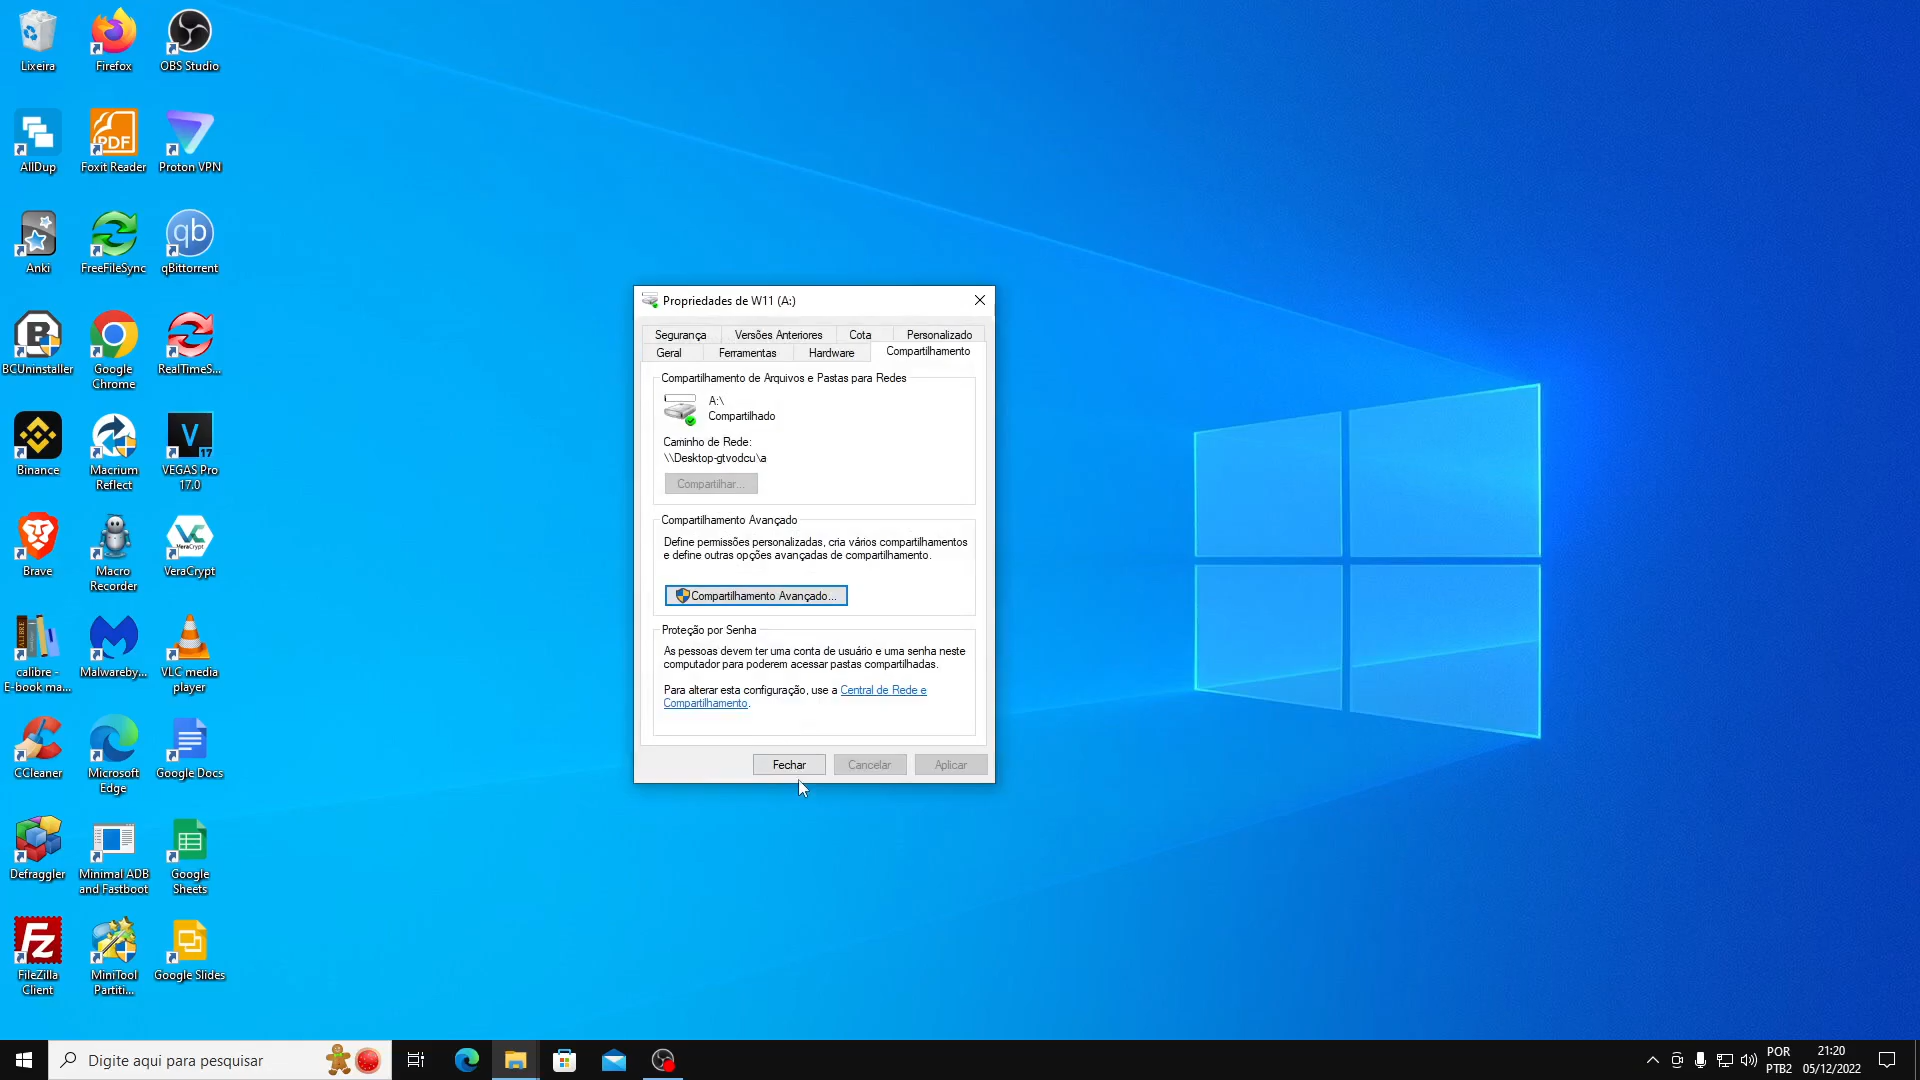 Lixeira
Firefox
OBS Studio
AllDup
Foxit Reader
Proton VPN
Anki
FreeFileSync
qBittorrent
BCUninstaller
Google
Chrome
RealTimeS...
Binance
Macrium
Reflect
VEGAS Pro
17.0
Brave
Macro
Recorder
VeraCrypt
calibre -
E-book ma...
Malwareby...
VLC media
player
CCleaner
Microsoft
Edge
Google Docs
Defraggler
Minimal ADB
and Fastboot
Google
Sheets
FileZilla
Client
MiniTool
Partiti...
Google Slides
Propriedades de W11 (A:)
Segurança
Versões Anteriores
Cota
Personalizado
Geral
Ferramentas
Hardware
Compartilhamento
Compartilhamento de Arquivos e Pastas para Redes
A:\
Compartilhado
Caminho de Rede:
\\Desktop-gtvodcu\a
Compartilhar...
Compartilhamento Avançado
Define permissões personalizadas, cria vários compartilhamentos
e define outras opções avançadas de compartilhamento.
Compartilhamento Avançado...
Proteção por Senha
As pessoas devem ter uma conta de usuário e uma senha neste
computador para poderem acessar pastas compartilhadas.
Para alterar esta configuração, use a Central de Rede e
Compartilhamento.
Fechar
Cancelar
Aplicar
Digite aqui para pesquisar
POR
PTB2
21:20
05/12/2022